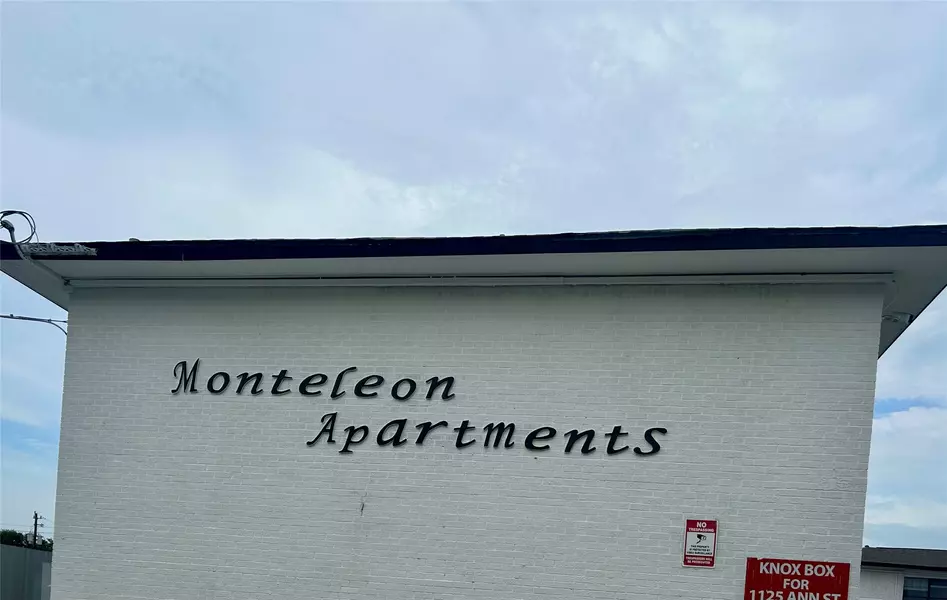 Monteleon
Apartments
NO
TRESPASSING
KNOX BOX
FOR
1125 ANN ST